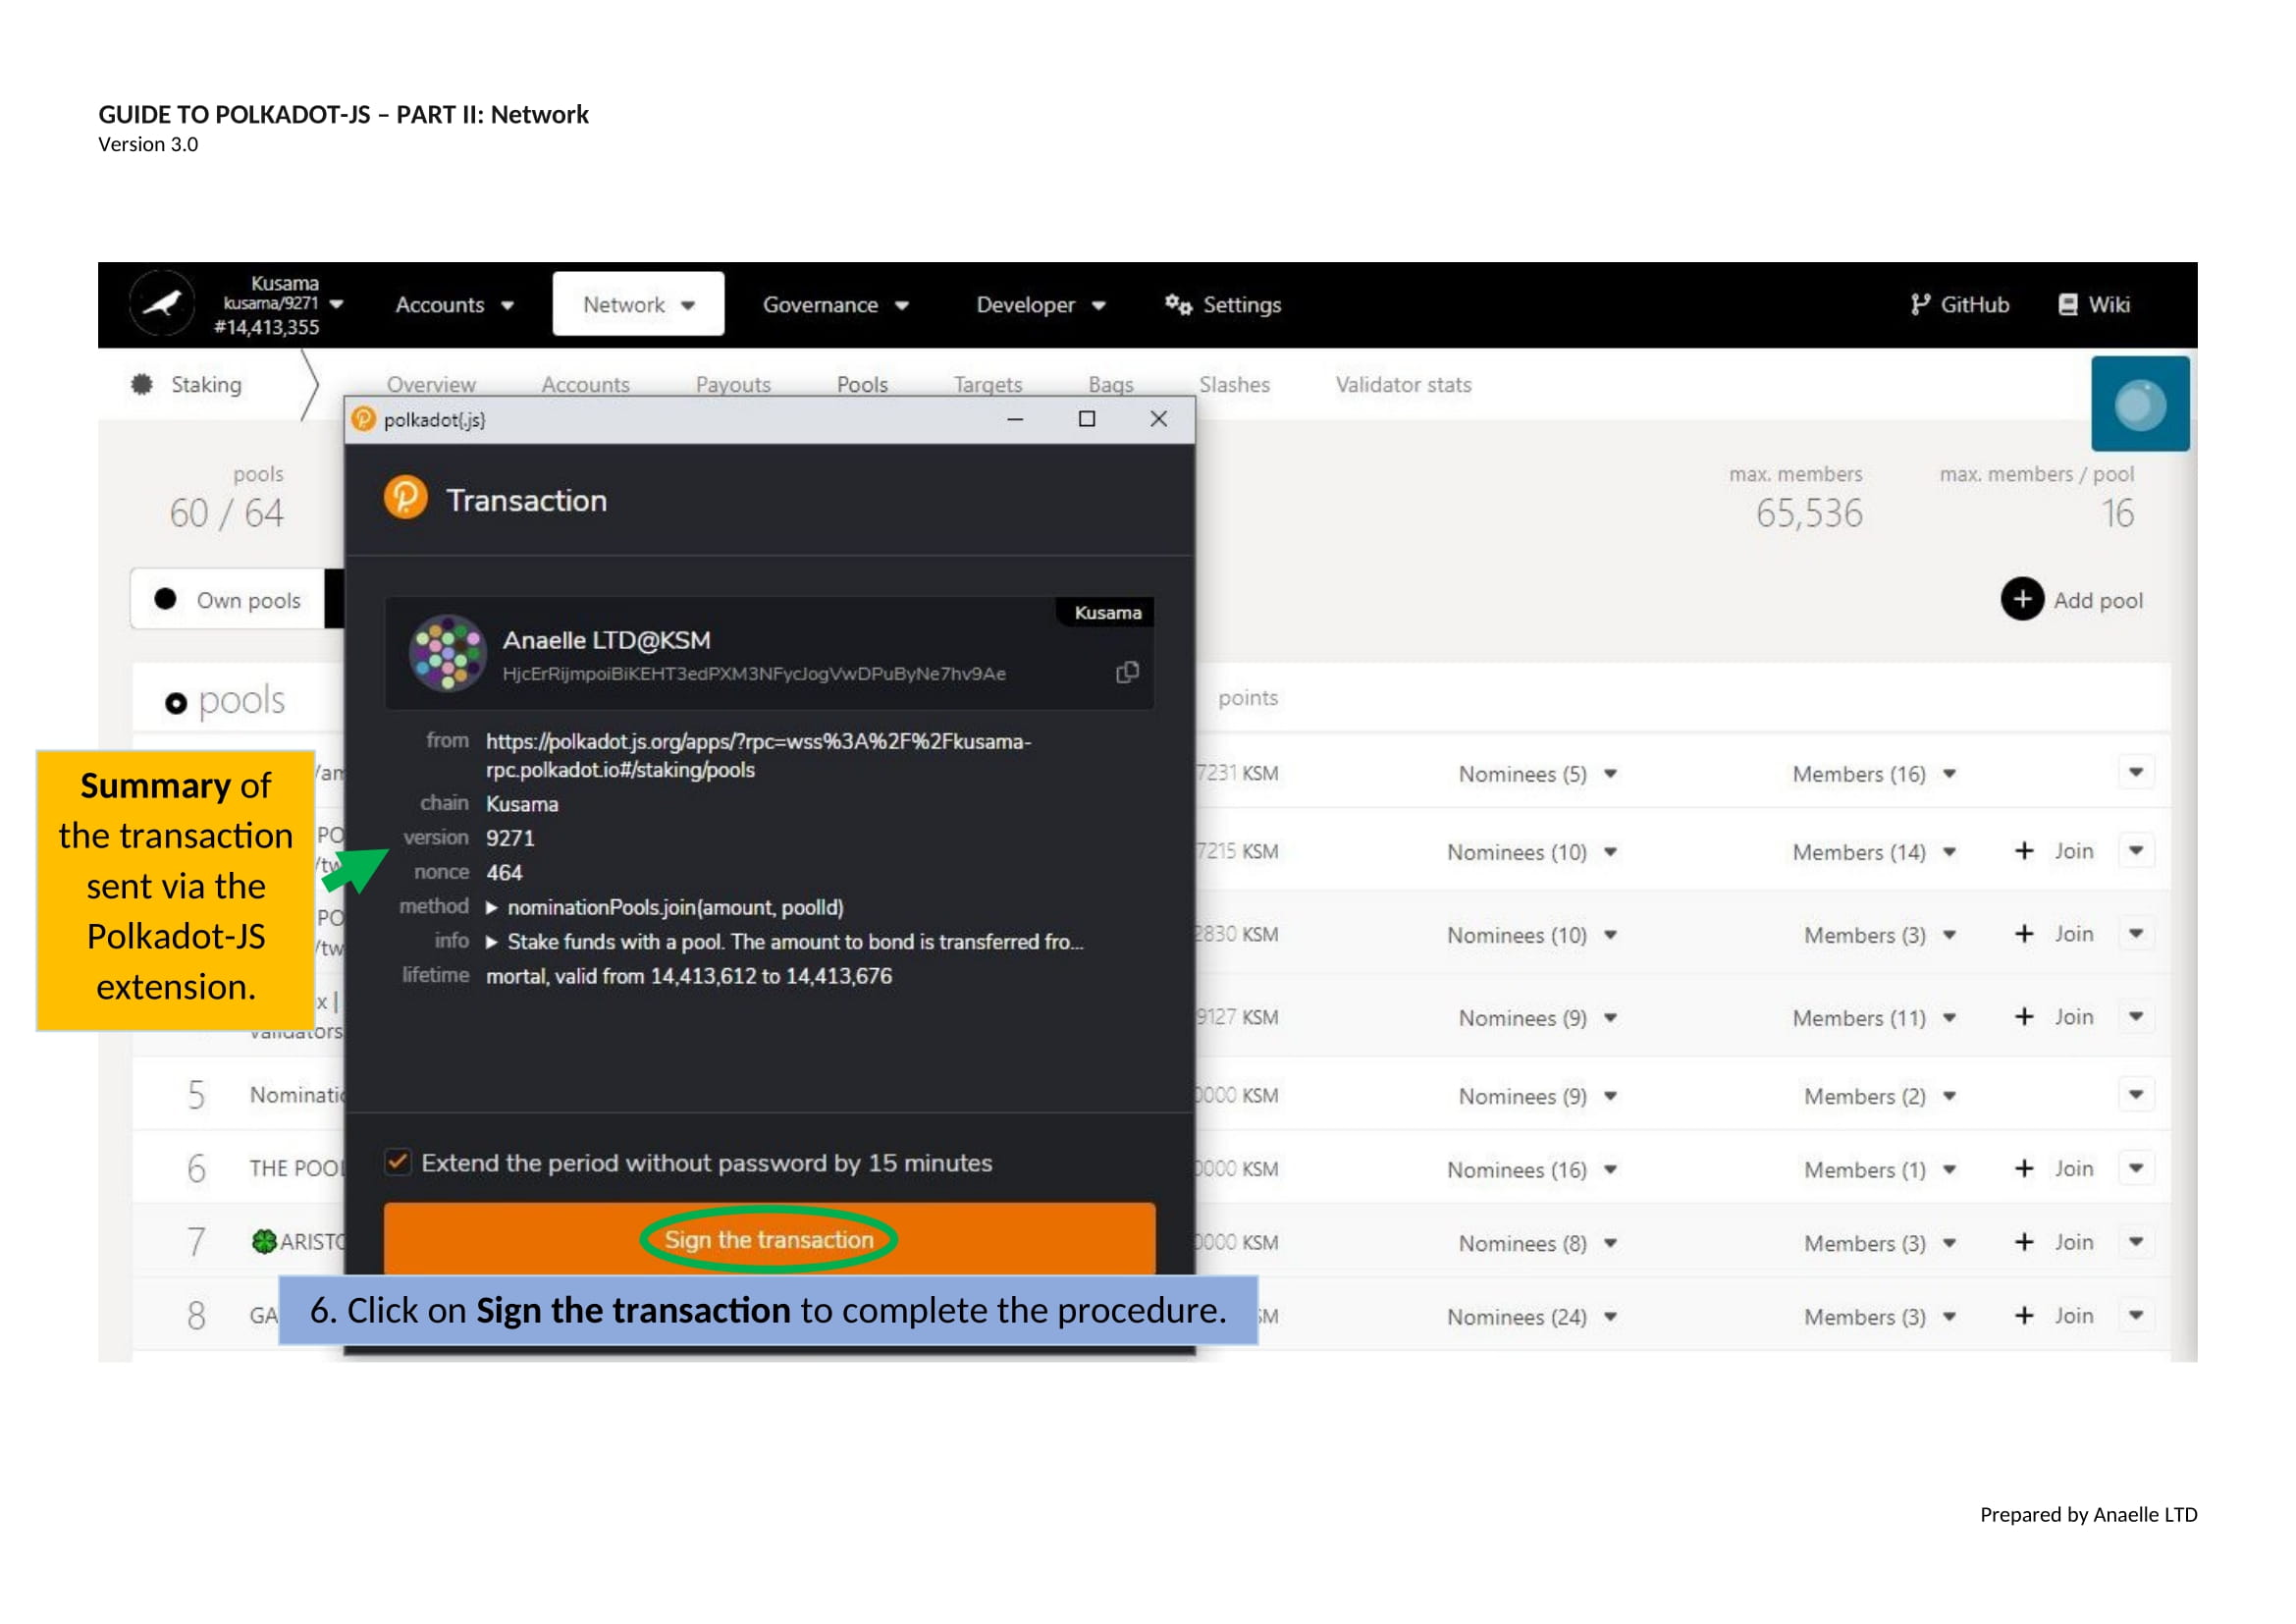 GUIDE TO POLKADOT-JS – PART II: Network
Version 3.0
Kusama
kusama/9271
#14,413,355
Accounts
Network
Governance
Developer
Settings
GitHub
Wiki
Staking
Overview
Accounts
Payouts
Pools
Targets
Bags
Slashes
Validator stats
polkadot{.js}
pools
60 / 64
max. members
65,536
max. members / pool
16
Transaction
Own pools
Add pool
Kusama
Anaelle LTD@KSM
HjcErRijmpoiBiKEHT3edPXM3NFycJogVwDPuByNe7hv9Ae
pools
points
from https://polkadot.js.org/apps/?rpc=wss%3A%2F%2Fkusama-
rpc.polkadot.io#/staking/pools
chain Kusama
version 9271
nonce 464
method nominationPools.join(amount, poolId)
info Stake funds with a pool. The amount to bond is transferred fro...
lifetime mortal, valid from 14,413,612 to 14,413,676
Summary of
the transaction
sent via the
Polkadot-JS
extension.
7231 KSM Nominees (5) Members (16)
7215 KSM Nominees (10) Members (14) + Join
2830 KSM Nominees (10) Members (3) + Join
9127 KSM Nominees (9) Members (11) + Join
5 0000 KSM Nominees (9) Members (2)
6 THE POOL 0000 KSM Nominees (16) Members (1) + Join
7 ARISTO 0000 KSM Nominees (8) Members (3) + Join
8 GA SM Nominees (24) Members (3) + Join
Extend the period without password by 15 minutes
Sign the transaction
6. Click on Sign the transaction to complete the procedure.
Prepared by Anaelle LTD